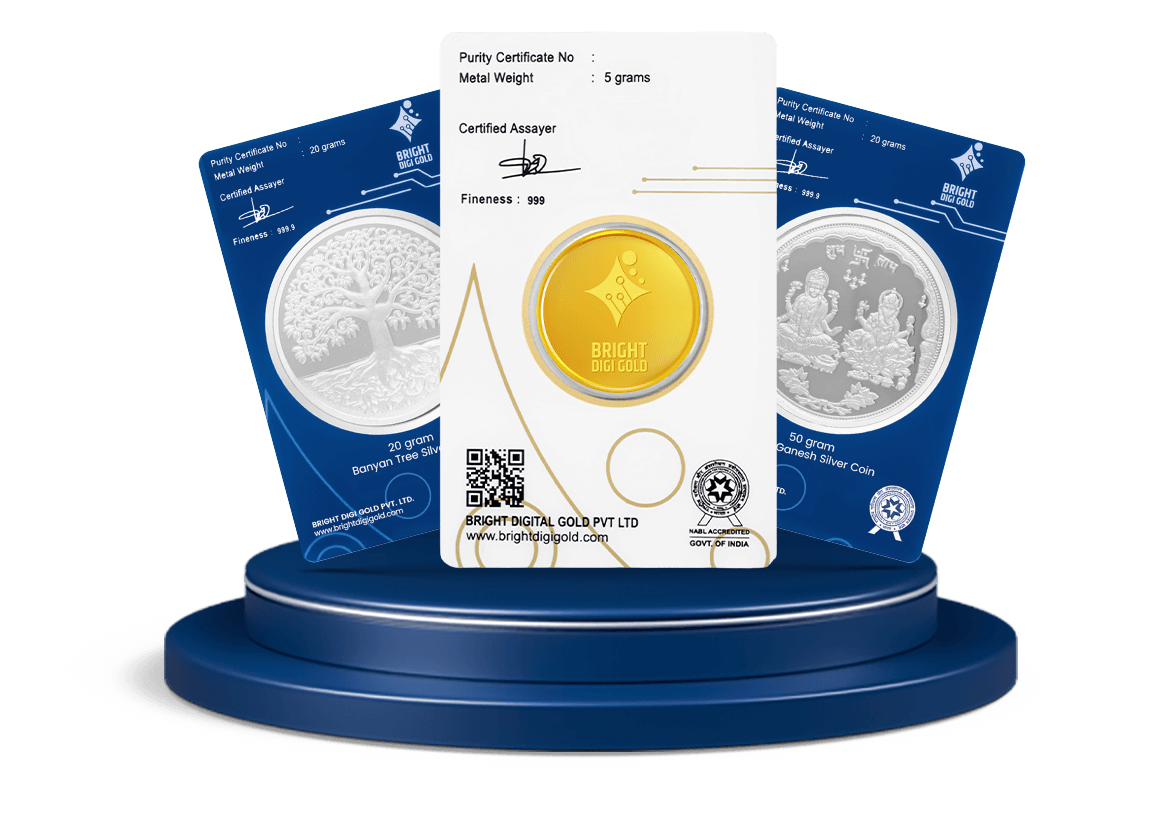 Purity Certificate No :
Metal Weight : 20 grams
Certified Assayer
Fineness : 999.9
BRIGHT
DIGI GOLD
20 gram
Banyan Tree Silv
BRIGHT DIGI GOLD PVT. LTD.
www.brightdigigold.com
Purity Certificate No :
Metal Weight : 5 grams
Certified Assayer
Fineness : 999
BRIGHT
DIGI GOLD
BRIGHT DIGITAL GOLD PVT LTD
www.brightdigigold.com
NABL ACCREDITED
GOVT. OF INDIA
Purity Certificate No :
Metal Weight : 20 grams
ertified Assayer
ess : 999.9
BRIGHT
DIGI GOLD
शुभ लाभ
50 gram
Ganesh Silver Coin
TD.